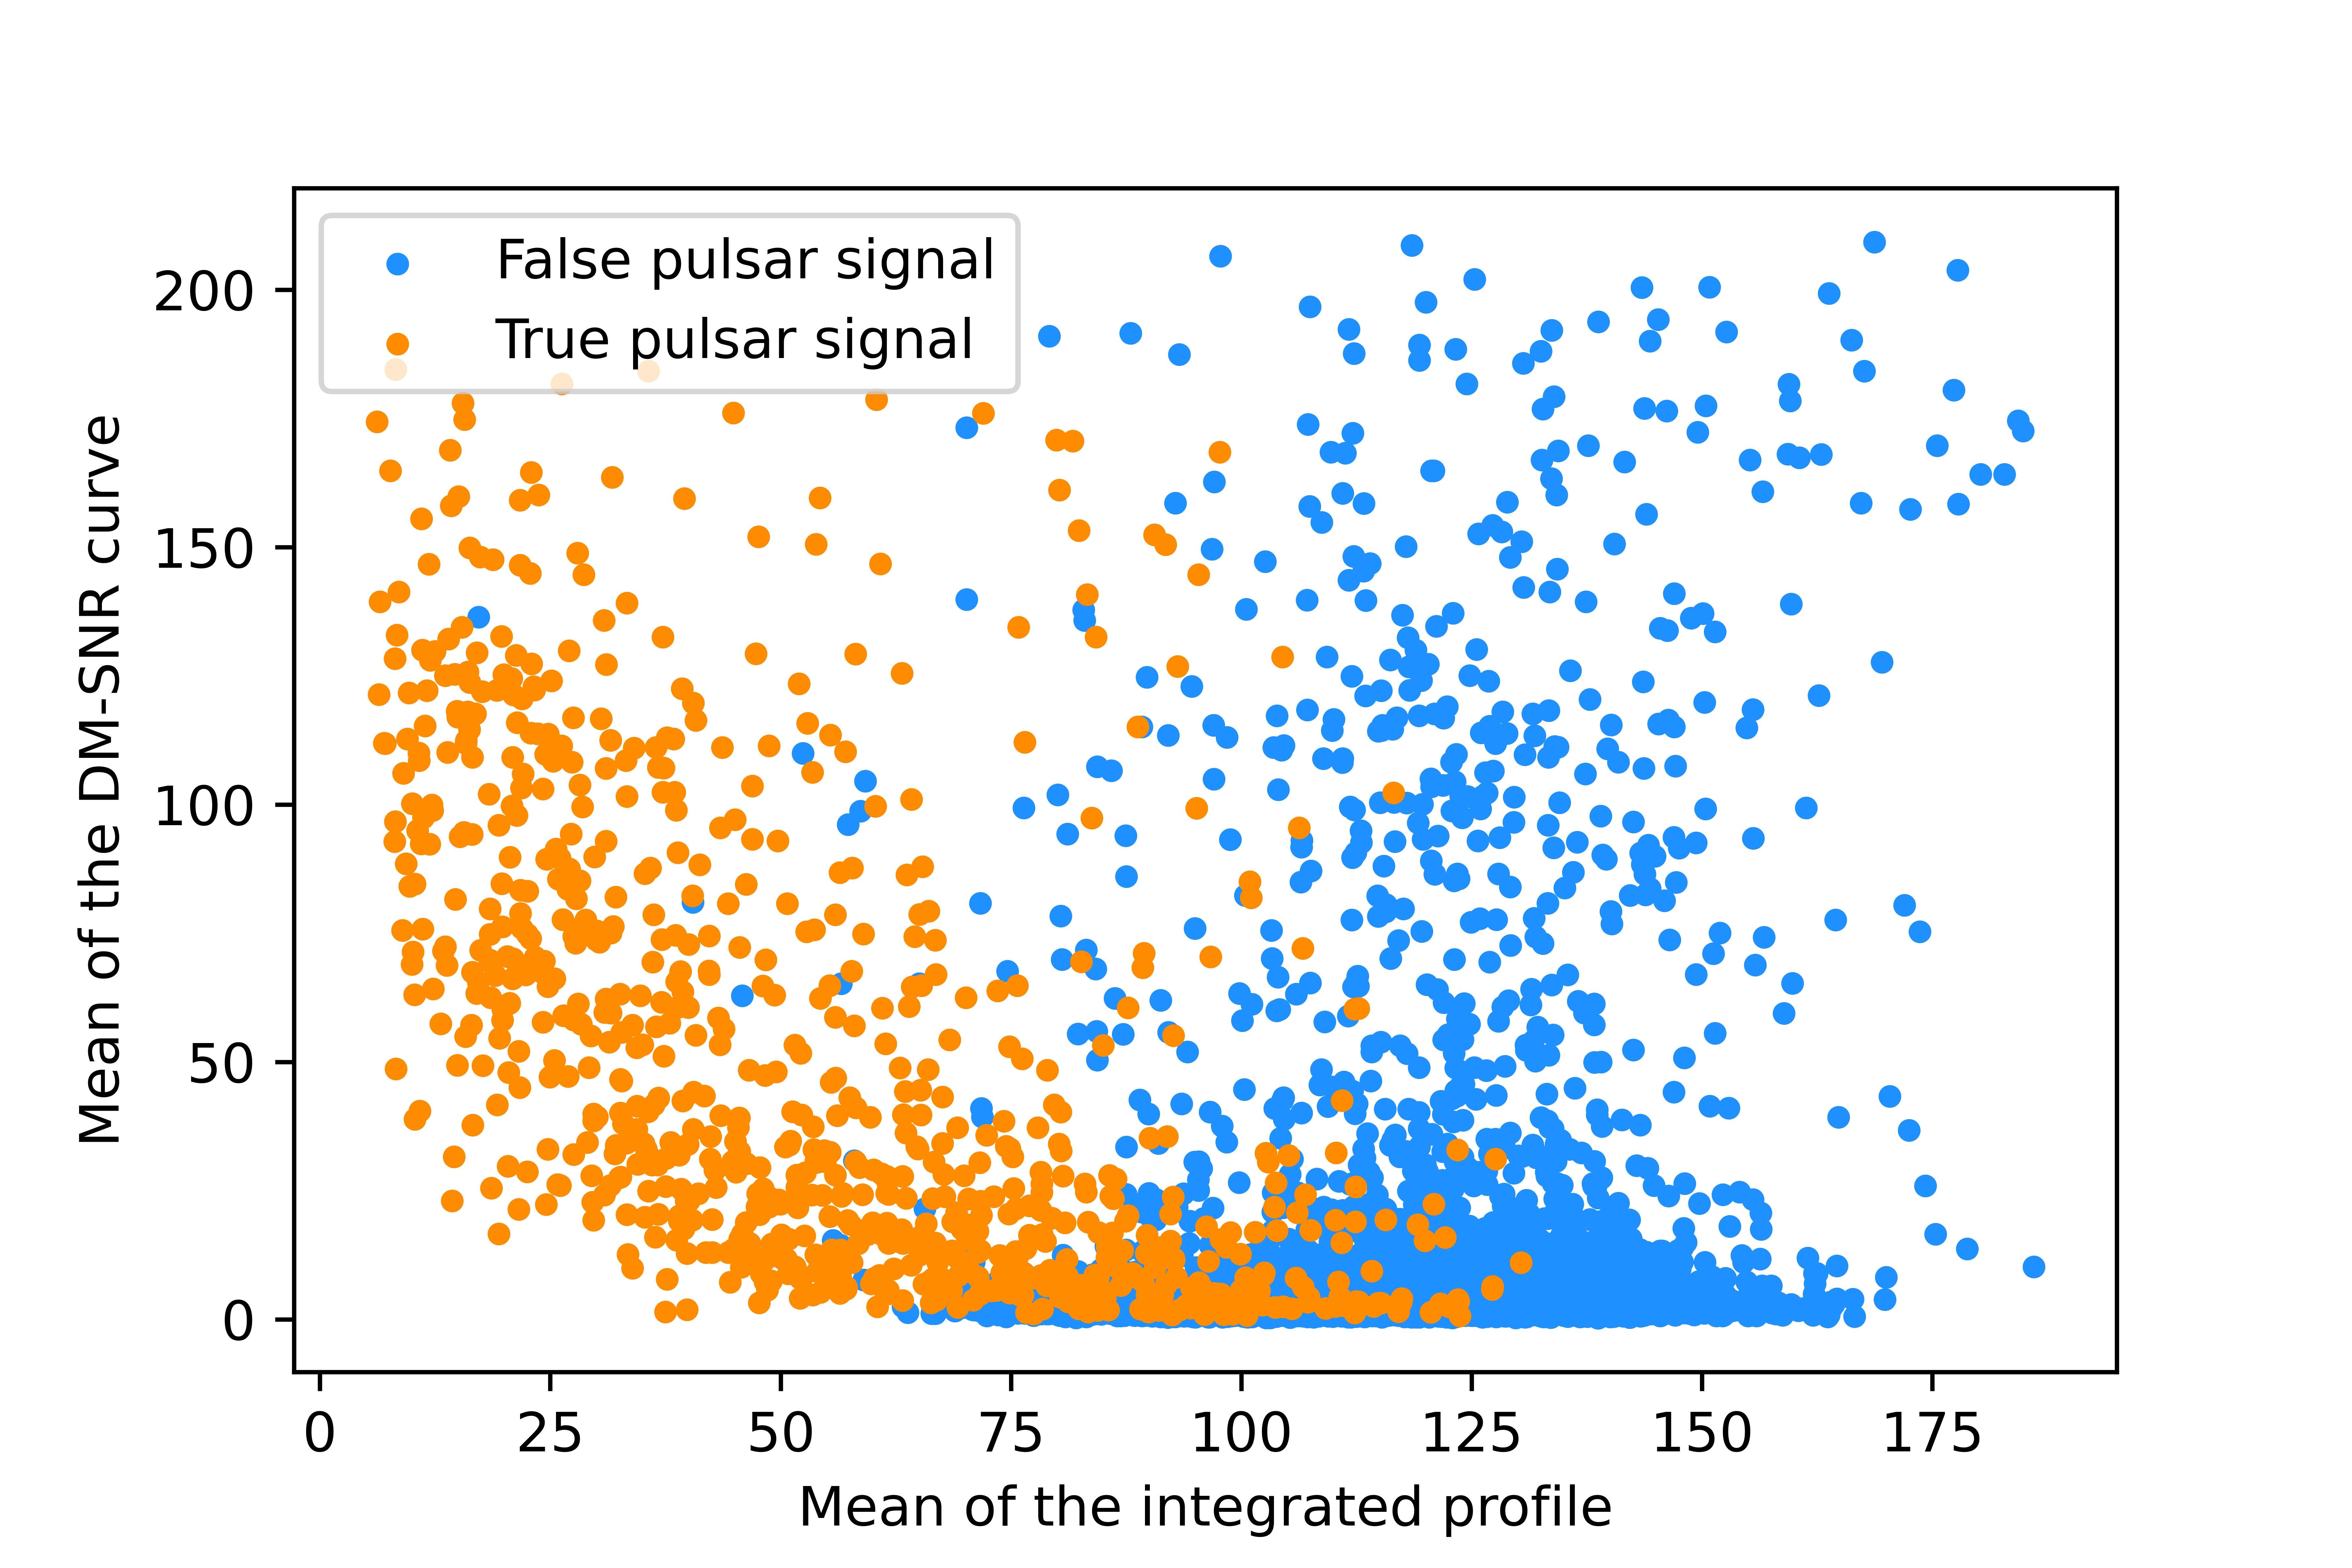 False pulsar signal
True pulsar signal
200
150
100
50
0
Mean of the DM-SNR curve
0 25 50 75 100 125 150 175
Mean of the integrated profile